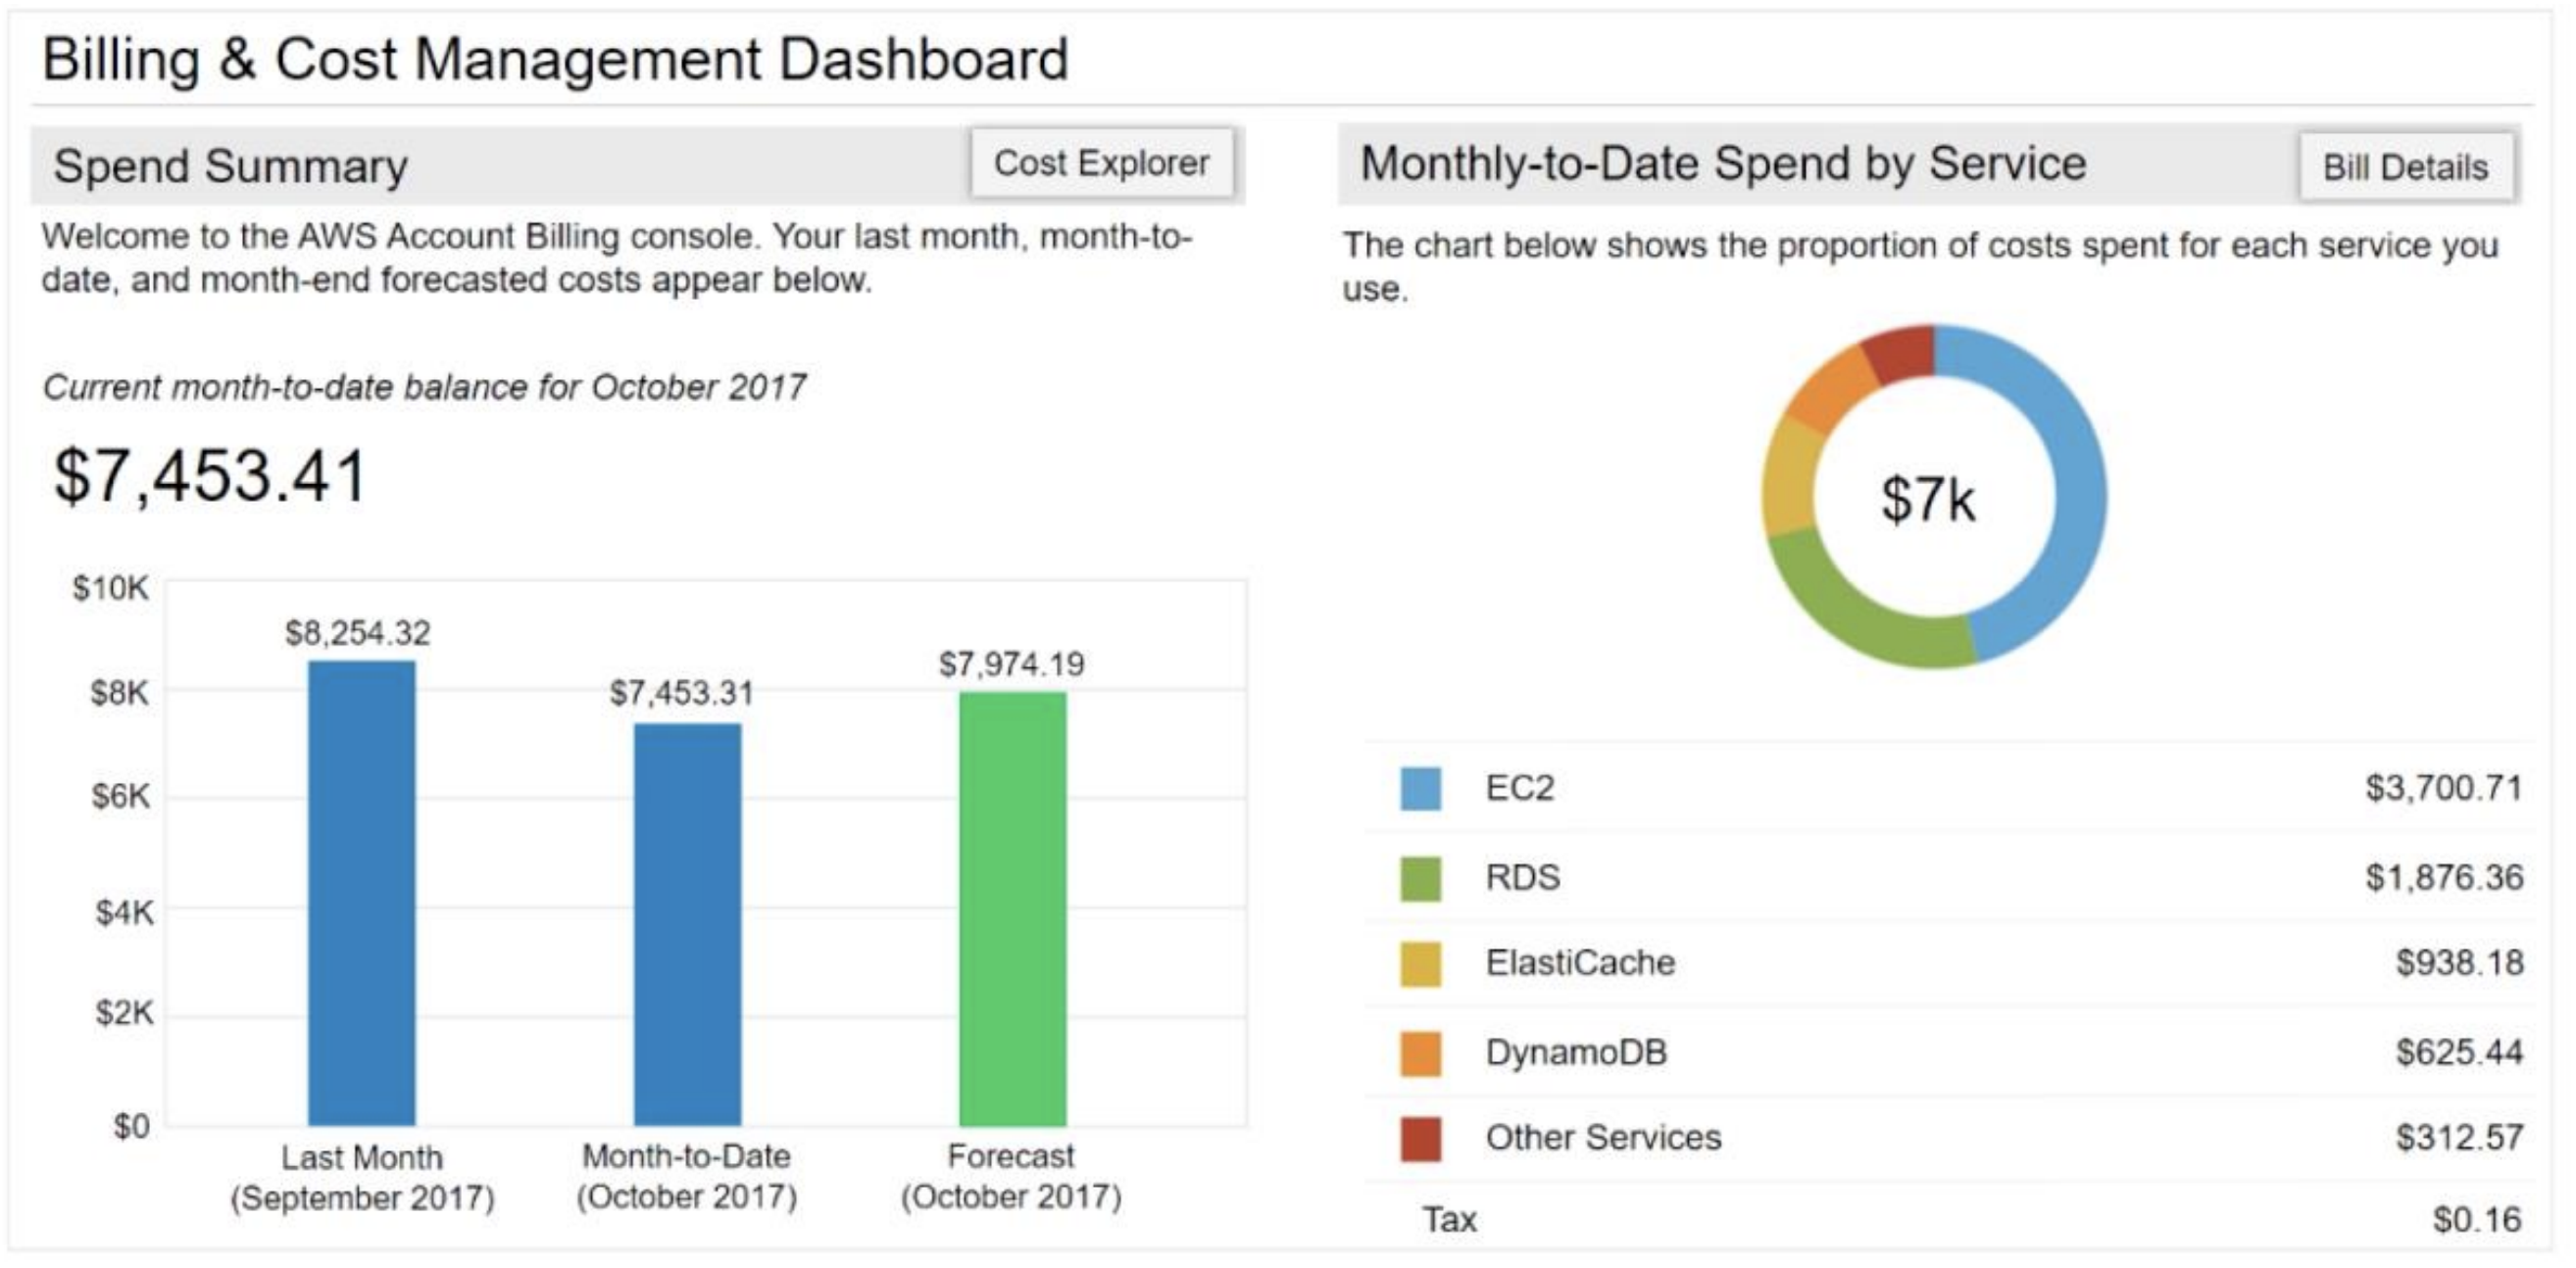 Billing & Cost Management Dashboard
Spend Summary
Cost Explorer
Welcome to the AWS Account Billing console. Your last month, month-to-
date, and month-end forecasted costs appear below.
Current month-to-date balance for October 2017
$7,453.41
$10K
$8K
$6K
$4K
$2K
$0
$8,254.32
$7,453.31
$7,974.19
Last Month
(September 2017)
Month-to-Date
(October 2017)
Forecast
(October 2017)
Monthly-to-Date Spend by Service
Bill Details
The chart below shows the proportion of costs spent for each service you
use.
$7k
EC2 $3,700.71
RDS $1,876.36
ElastiCache $938.18
DynamoDB $625.44
Other Services $312.57
Tax $0.16